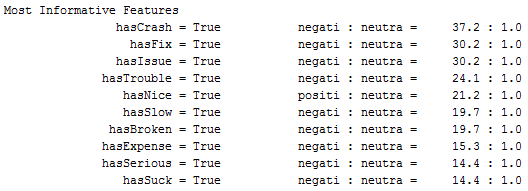 Most Informative Features
hasCrash = True negati : neutra = 37.2 : 1.0
hasFix = True negati : neutra = 30.2 : 1.0
hasIssue = True negati : neutra = 30.2 : 1.0
hasTrouble = True negati : neutra = 24.1 : 1.0
hasNice = True positi : neutra = 21.2 : 1.0
hasSlow = True negati : neutra = 19.7 : 1.0
hasBroken = True negati : neutra = 19.7 : 1.0
hasExpense = True negati : neutra = 15.3 : 1.0
hasSerious = True negati : neutra = 14.4 : 1.0
hasSuck = True negati : neutra = 14.4 : 1.0